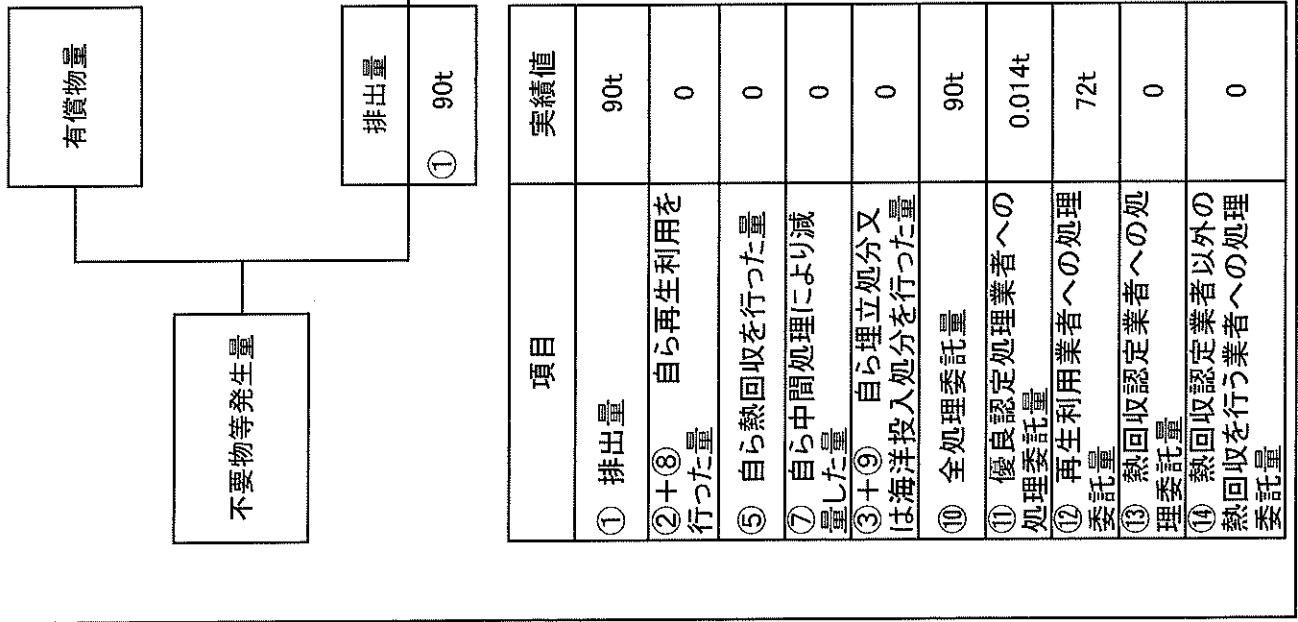 不要物等発生量
有償物量
排出量
① 90t
項目
実績値
① 排出量
90t
②＋⑧ 自ら再生利用を
行った量
0
⑤ 自ら熱回収を行った量
0
⑦ 自ら中間処理により減
量した量
0
③＋⑨ 自ら埋立処分又
は海洋投入処分を行った量
0
⑩ 全処理委託量
90t
⑪ 優良認定処理業者への
処理委託量
0.014t
⑫ 再生利用業者への処理
委託量
72t
⑬ 熱回収認定業者への処
理委託量
0
⑭ 熱回収認定業者以外の
熱回収を行う業者への処理
委託量
0